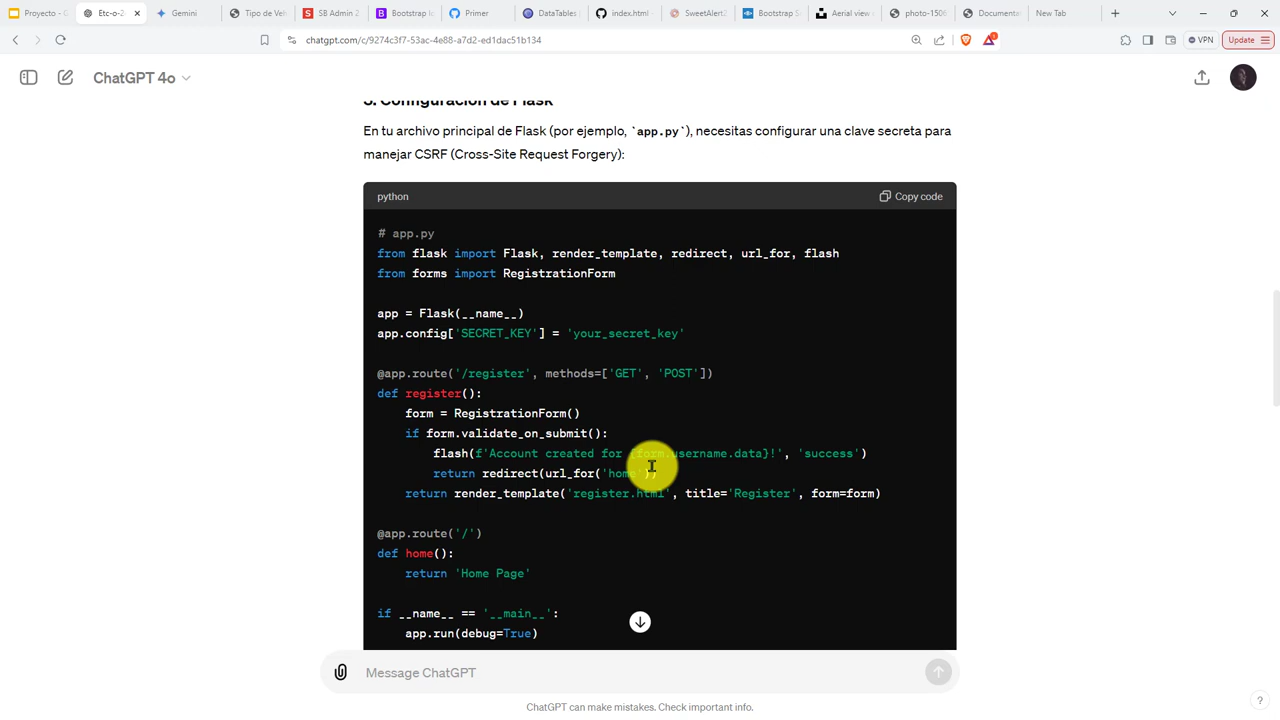 Proyecto - G
Etc-o-2
Gemini
Tipo de Veh
SB Admin 2
Bootstrap Ic
Primer
DataTables |
index.html ·
SweetAlert2
Bootstrap S
Aerial view
photo-1506
Documenta
New Tab
chatgpt.com/c/9274c3f7-53ac-4e88-a7d2-ed1dac51b134
VPN
Update
ChatGPT 4o
3. Configuración de Flask
En tu archivo principal de Flask (por ejemplo, `app.py`), necesitas configurar una clave secreta para
manejar CSRF (Cross-Site Request Forgery):
python
Copy code
# app.py
from flask import Flask, render_template, redirect, url_for, flash
from forms import RegistrationForm
app = Flask(__name__)
app.config['SECRET_KEY'] = 'your_secret_key'
@app.route('/register', methods=['GET', 'POST'])
def register():
form = RegistrationForm()
if form.validate_on_submit():
flash(f'Account created for {form.username.data}!', 'success')
return redirect(url_for('home'))
return render_template('register.html', title='Register', form=form)
@app.route('/')
def home():
return 'Home Page'
if __name__ == '__main__':
app.run(debug=True)
Message ChatGPT
ChatGPT can make mistakes. Check important info.
?